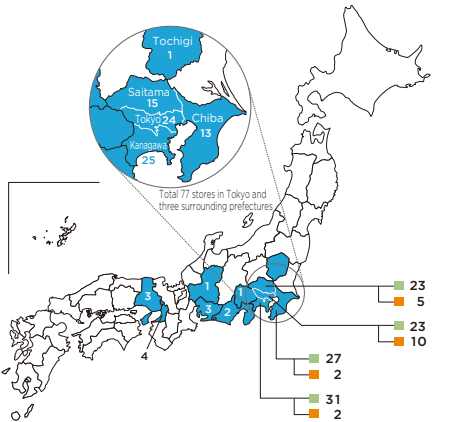 Tochigi
1
Saitama
15
Tokyo 24
Chiba
13
Kanagawa
25
Total 77 stores in Tokyo and
three surrounding prefectures
1
1
3
3
2
4
23
5
23
10
27
2
31
2